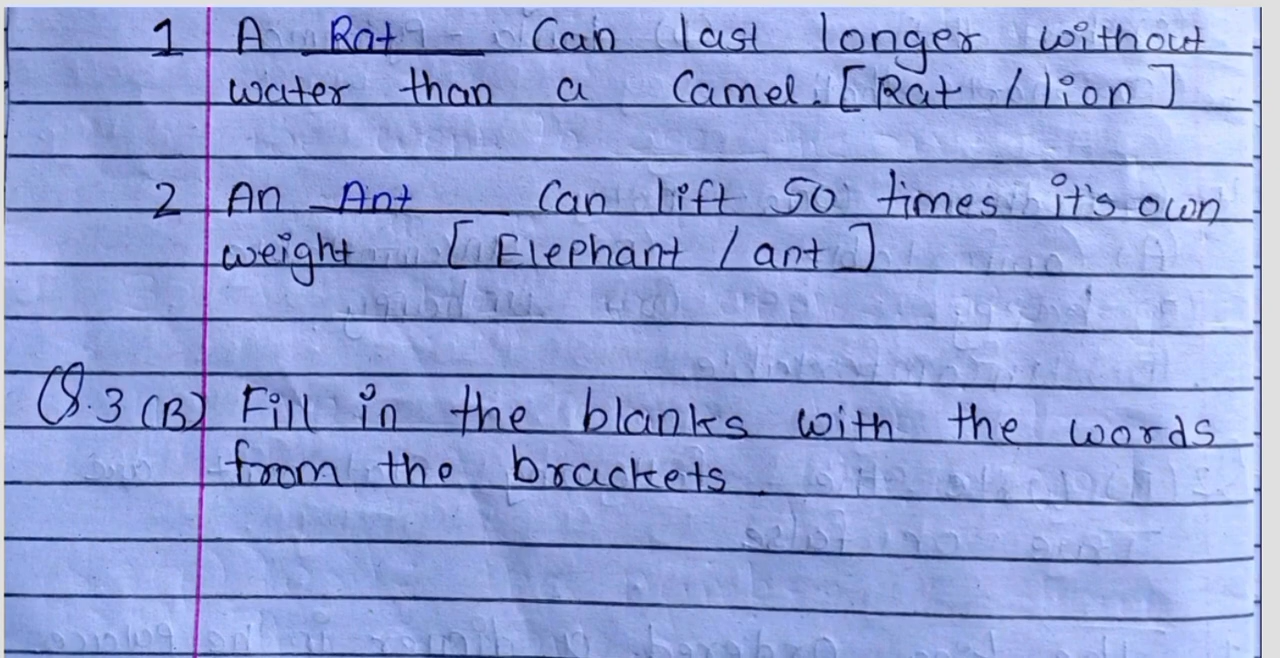 1 A Rat Can last longer without
water than a Camel. [Rat / lion]
2 An Ant Can lift 50 times it's own
weight [Elephant / ant]
Q.3 (B) Fill in the blanks with the words
from the brackets